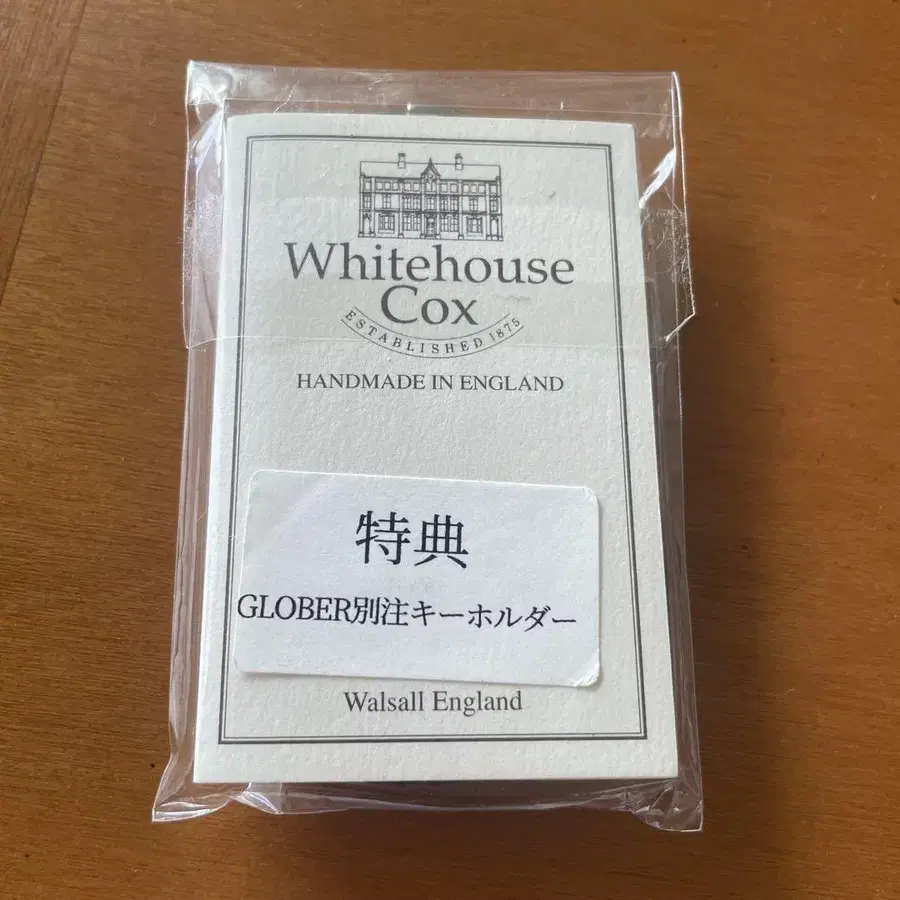 Whitehouse
Cox
ESTABLISHED 1875
HANDMADE IN ENGLAND
特典
GLOBER別注キーホルダー
Walsall England